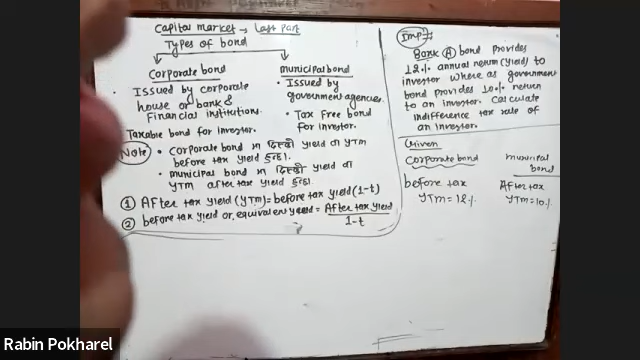 Capital market → Last part
Types of bond
Corporate bond
• Issued by corporate
house or bank &
Financial institutions.
Taxable bond for investor.
municipal bond
• Issued by
government agencies.
• Tax Free bond
for investor.
Note
• corporate bond मा दिइएको yield वा YTM
before tax yield हुन्छ।
• municipal bond मा दिइएको yield वा
YTM after tax yield हुन्छ।
① After tax yield (YTM) = before tax yield (1-t)
② before tax yield or, equivalent yield = After tax yield
1-t
Imp
Bank Ⓐ bond provides
12% annual return (yield) to
investor where as government
bond provides 10% return
to an investor. Calculate
indifference tax rate of
an investor.
Given
corporate bond
before tax
YTM = 12%
municipal
bond
After tax
YTM = 10%
Rabin Pokharel